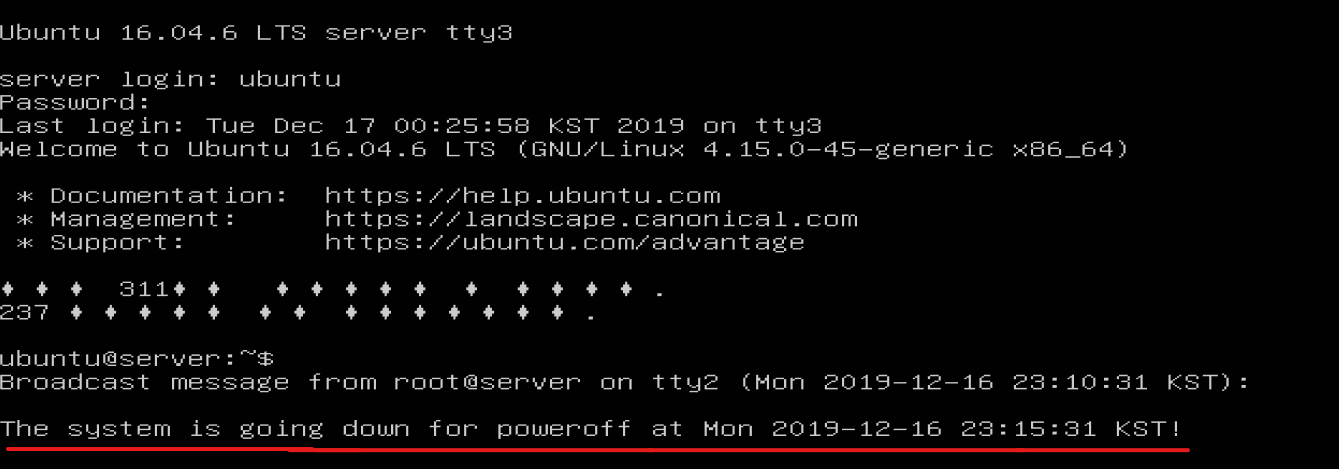 Ubuntu 16.04.6 LTS server tty3
server login: ubuntu
Password:
Last login: Tue Dec 17 00:25:58 KST 2019 on tty3
Welcome to Ubuntu 16.04.6 LTS (GNU/Linux 4.15.0-45-generic x86_64)
* Documentation:  https://help.ubuntu.com
* Management:     https://landscape.canonical.com
* Support:        https://ubuntu.com/advantage
♦ ♦ ♦  311♦ ♦   ♦ ♦ ♦ ♦ ♦  ♦  ♦ ♦ ♦ ♦ .
237 ♦ ♦ ♦ ♦ ♦  ♦ ♦  ♦ ♦ ♦ ♦ ♦ ♦ ♦ .
ubuntu@server:~$
Broadcast message from root@server on tty2 (Mon 2019-12-16 23:10:31 KST):
The system is going down for poweroff at Mon 2019-12-16 23:15:31 KST!